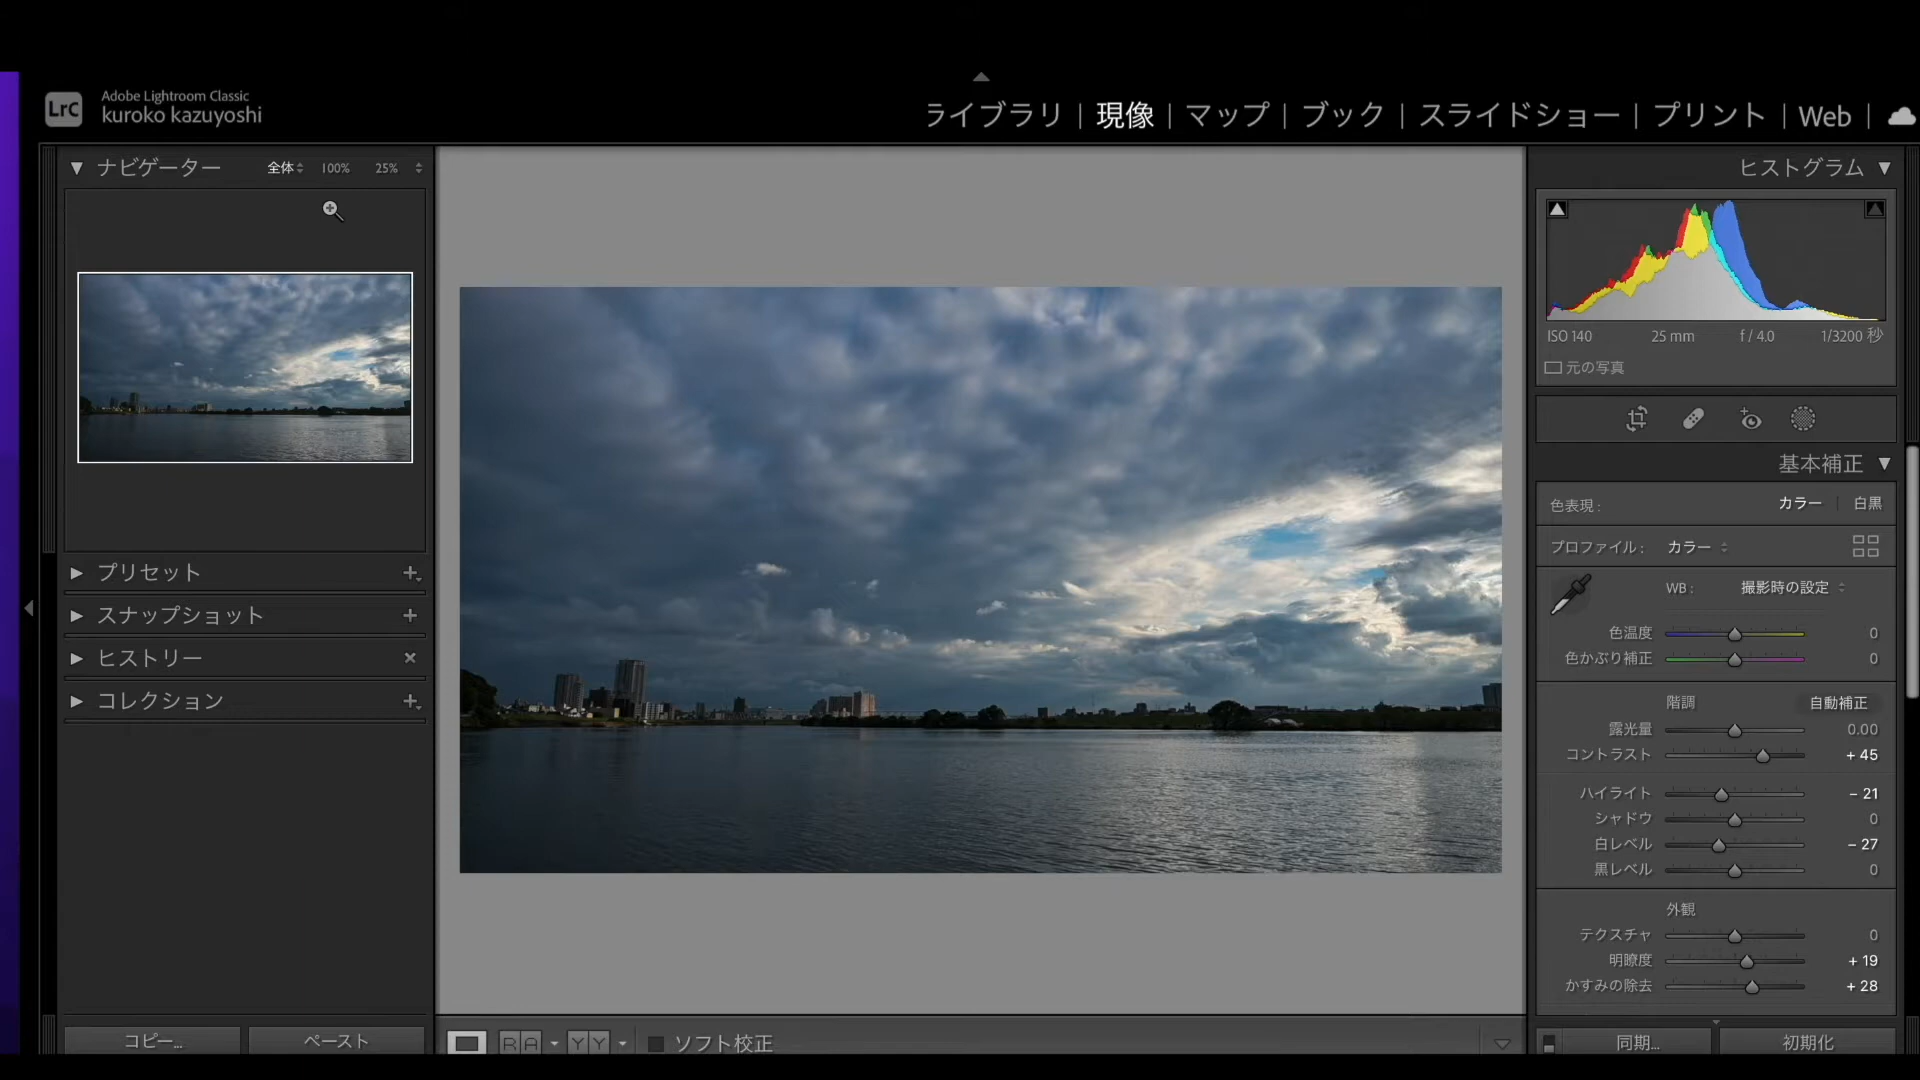 LrC
Adobe Lightroom Classic
kuroko kazuyoshi
ライブラリ | 現像 | マップ | ブック | スライドショー | プリント | Web |
ナビゲーター 全体 100% 25%
プリセット
スナップショット
ヒストリー
コレクション
コピー... ペースト
RA YY ソフト校正
ヒストグラム
ISO 140 25 mm f / 4.0 1/3200 秒
元の写真
基本補正
色表現 : カラー 白黒
プロファイル : カラー
WB : 撮影時の設定
色温度 0
色かぶり補正 0
階調 自動補正
露光量 0.00
コントラスト + 45
ハイライト − 21
シャドウ 0
白レベル − 27
黒レベル 0
外観
テクスチャ 0
明瞭度 + 19
かすみの除去 + 28
同期... 初期化